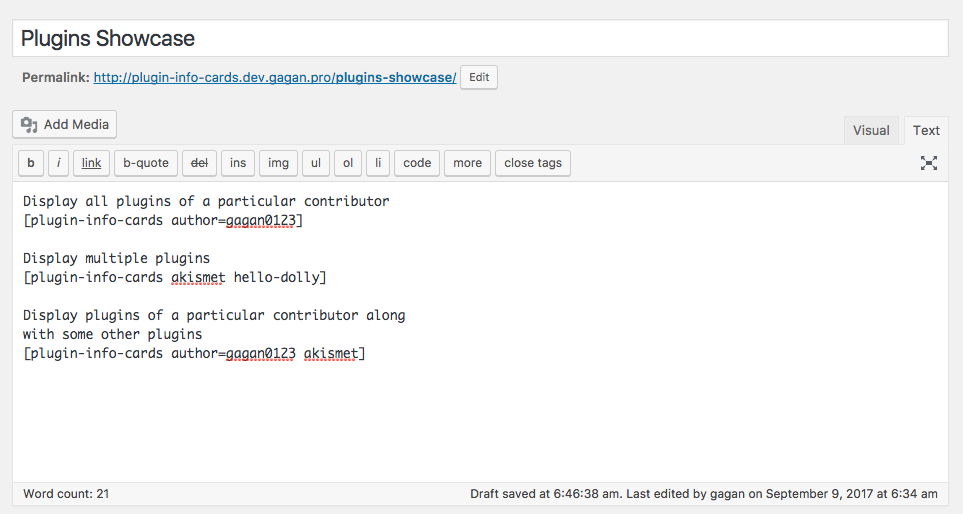 Plugins Showcase
Permalink: http://plugin-info-cards.dev.gagan.pro/plugins-showcase/ Edit
Add Media
Visual Text
b i link b-quote del ins img ul ol li code more close tags
Display all plugins of a particular contributor
[plugin-info-cards author=gagan0123]
Display multiple plugins
[plugin-info-cards akismet hello-dolly]
Display plugins of a particular contributor along
with some other plugins
[plugin-info-cards author=gagan0123 akismet]
Word count: 21 Draft saved at 6:46:38 am. Last edited by gagan on September 9, 2017 at 6:34 am